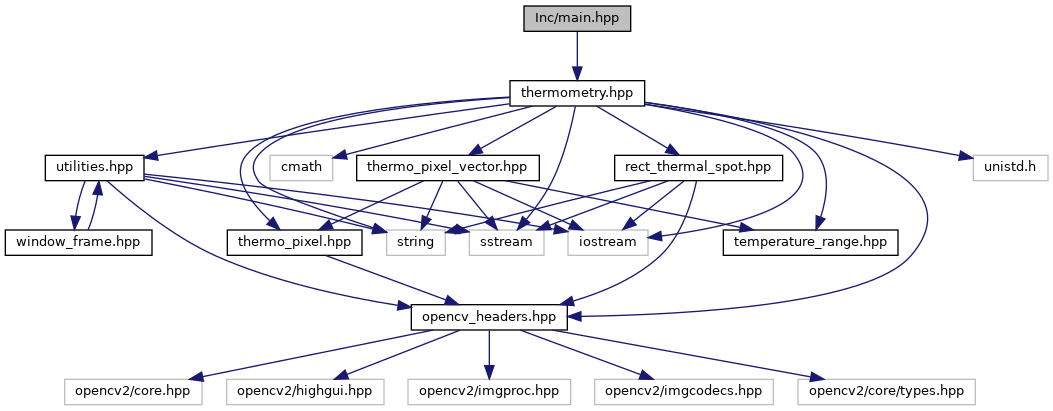 Inc/main.hpp
thermometry.hpp
utilities.hpp
cmath
thermo_pixel_vector.hpp
rect_thermal_spot.hpp
unistd.h
window_frame.hpp
thermo_pixel.hpp
string
sstream
iostream
temperature_range.hpp
opencv_headers.hpp
opencv2/core.hpp
opencv2/highgui.hpp
opencv2/imgproc.hpp
opencv2/imgcodecs.hpp
opencv2/core/types.hpp